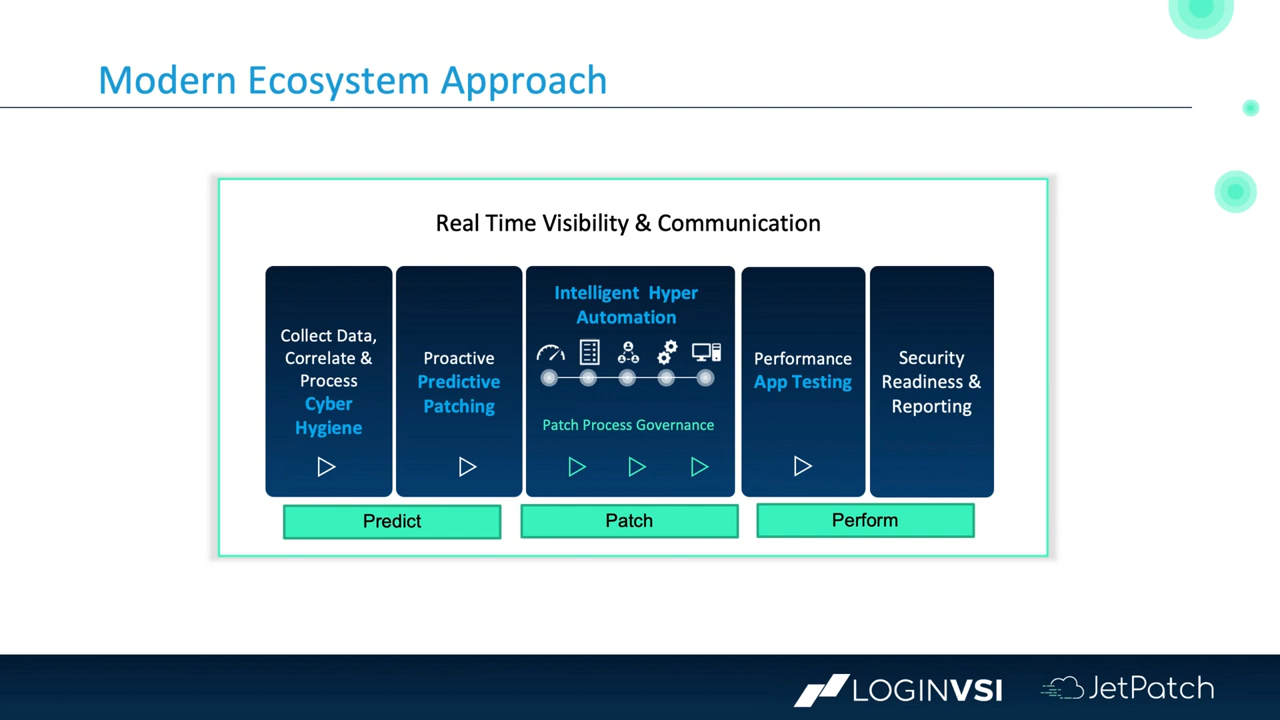 Modern Ecosystem Approach
Real Time Visibility & Communication
Collect Data,
Correlate &
Process
Cyber
Hygiene
Proactive
Predictive
Patching
Intelligent Hyper
Automation
Patch Process Governance
Performance
App Testing
Security
Readiness &
Reporting
Predict
Patch
Perform
LOGINVSI
JetPatch